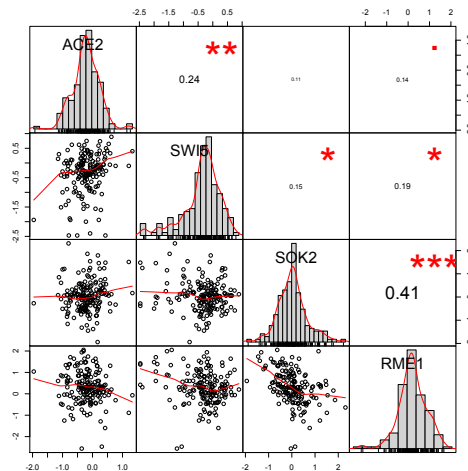 -2.5 -1.5 -0.5 0.5 -2 -1 0 1 2
ACE2 ** .
0.24 0.11 0.14
0.5 -0.5 -1.5 -2.5
SWI5 * *
0.15 0.19
SOK2 ***
0.41
2 1 0 -1 -2
RME1
-2.0 -1.0 0.0 1.0 -2 -1 0 1 2